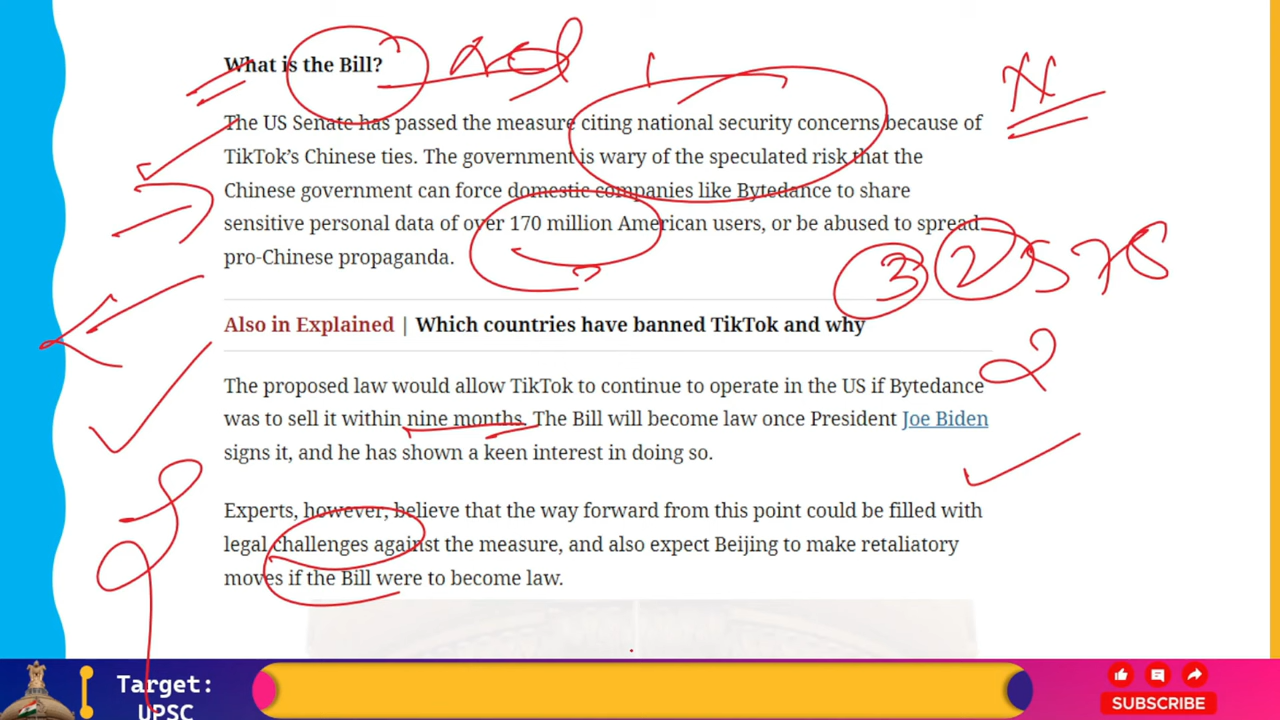 What is the Bill?
The US Senate has passed the measure citing national security concerns because of
TikTok’s Chinese ties. The government is wary of the speculated risk that the
Chinese government can force domestic companies like Bytedance to share
sensitive personal data of over 170 million American users, or be abused to spread
pro-Chinese propaganda.
3 2 5 7 8
Also in Explained | Which countries have banned TikTok and why
The proposed law would allow TikTok to continue to operate in the US if Bytedance
was to sell it within nine months. The Bill will become law once President Joe Biden
signs it, and he has shown a keen interest in doing so.
Experts, however, believe that the way forward from this point could be filled with
legal challenges against the measure, and also expect Beijing to make retaliatory
moves if the Bill were to become law.
Target:
UPSC
SUBSCRIBE